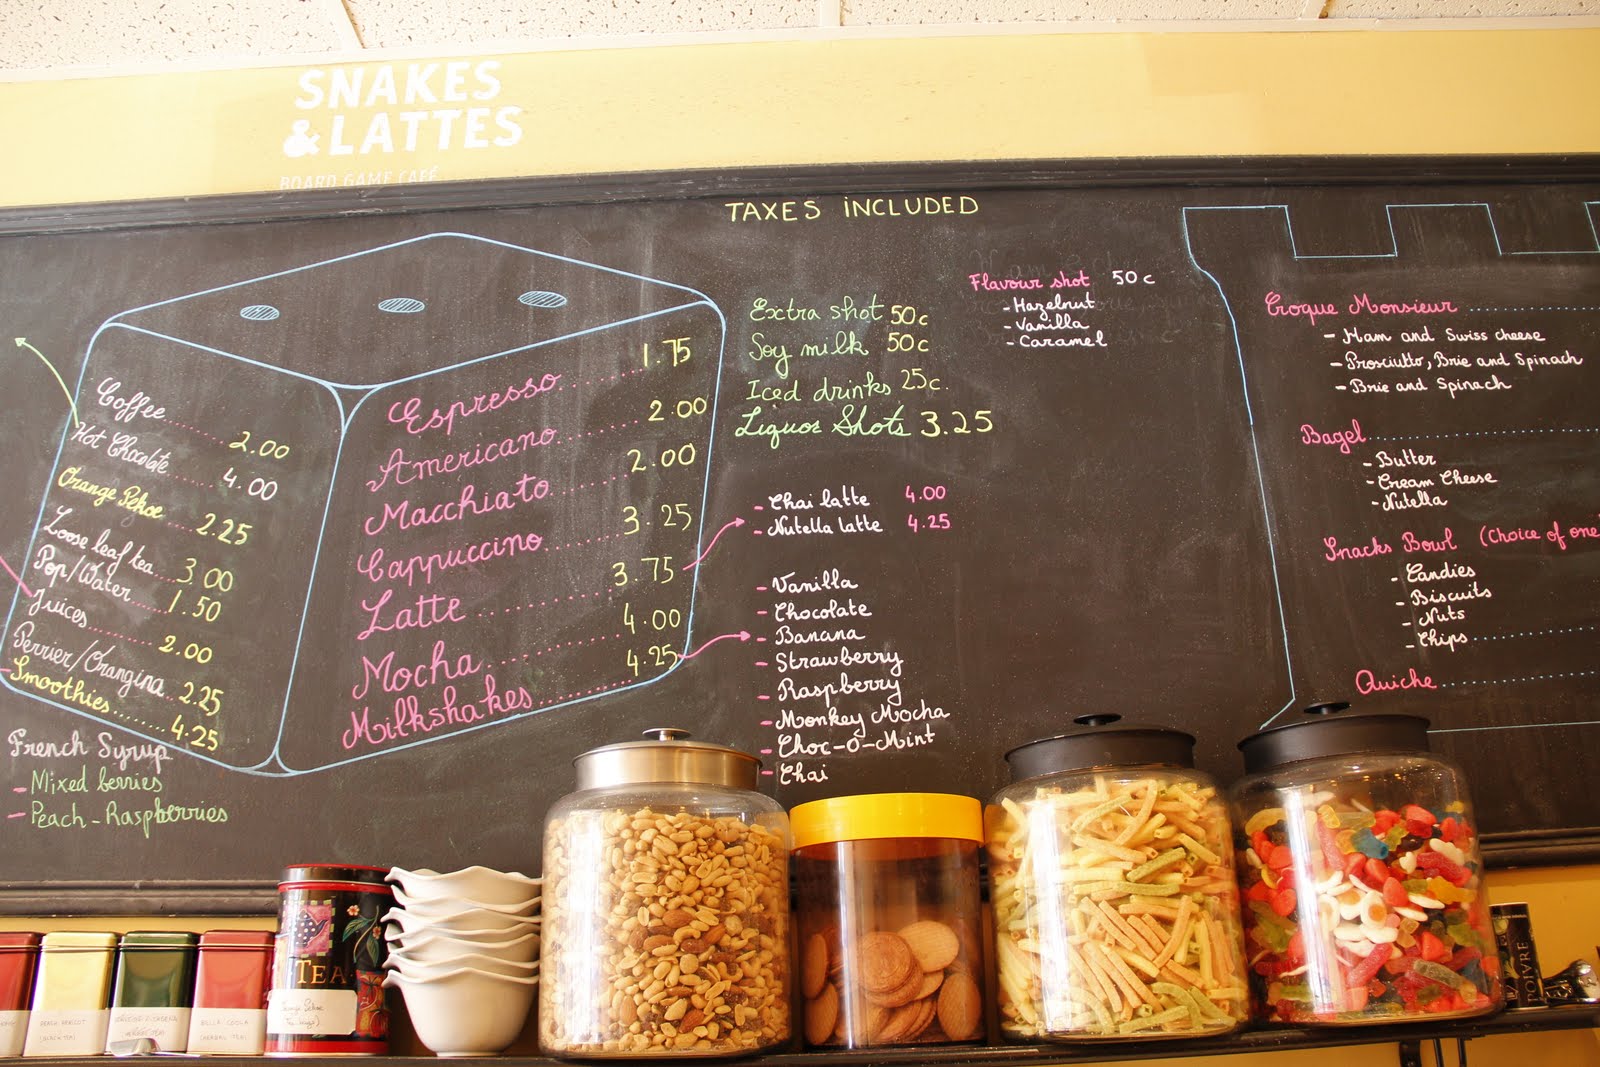 SNAKES
& LATTES
BOARD GAME CAFÉ
TAXES INCLUDED
Coffee 2.00
Hot Chocolate 4.00
Orange Pekoe 2.25
Loose leaf tea 3.00
Pop/Water 1.50
Juices 2.00
Perrier/Orangina 2.25
Smoothies 4.25
French Syrup
- Mixed berries
- Peach-Raspberries
Espresso 1.75
Americano 2.00
Macchiato 2.00
Cappuccino 3.25
Latte 3.75
Mocha 4.00
Milkshakes 4.25
Extra shot 50c
Soy milk 50c
Iced drinks 25c.
Liquor Shots 3.25
Flavour shot 50c
- Hazelnut
- Vanilla
- Caramel
- Chai latte 4.00
- Nutella latte 4.25
- Vanilla
- Chocolate
- Banana
- Strawberry
- Raspberry
- Monkey Mocha
- Choc-O-Mint
- Chai
Croque Monsieur
- Ham and Swiss cheese
- Prosciutto, Brie and Spinach
- Brie and Spinach
Bagel
- Butter
- Cream Cheese
- Nutella
Snacks Bowl (Choice of one
- Candies
- Biscuits
- Nuts
- Chips
Quiche
TEA
Orange Pekoe
PEACH APRICOT
BELLA COOLA
POIVRE